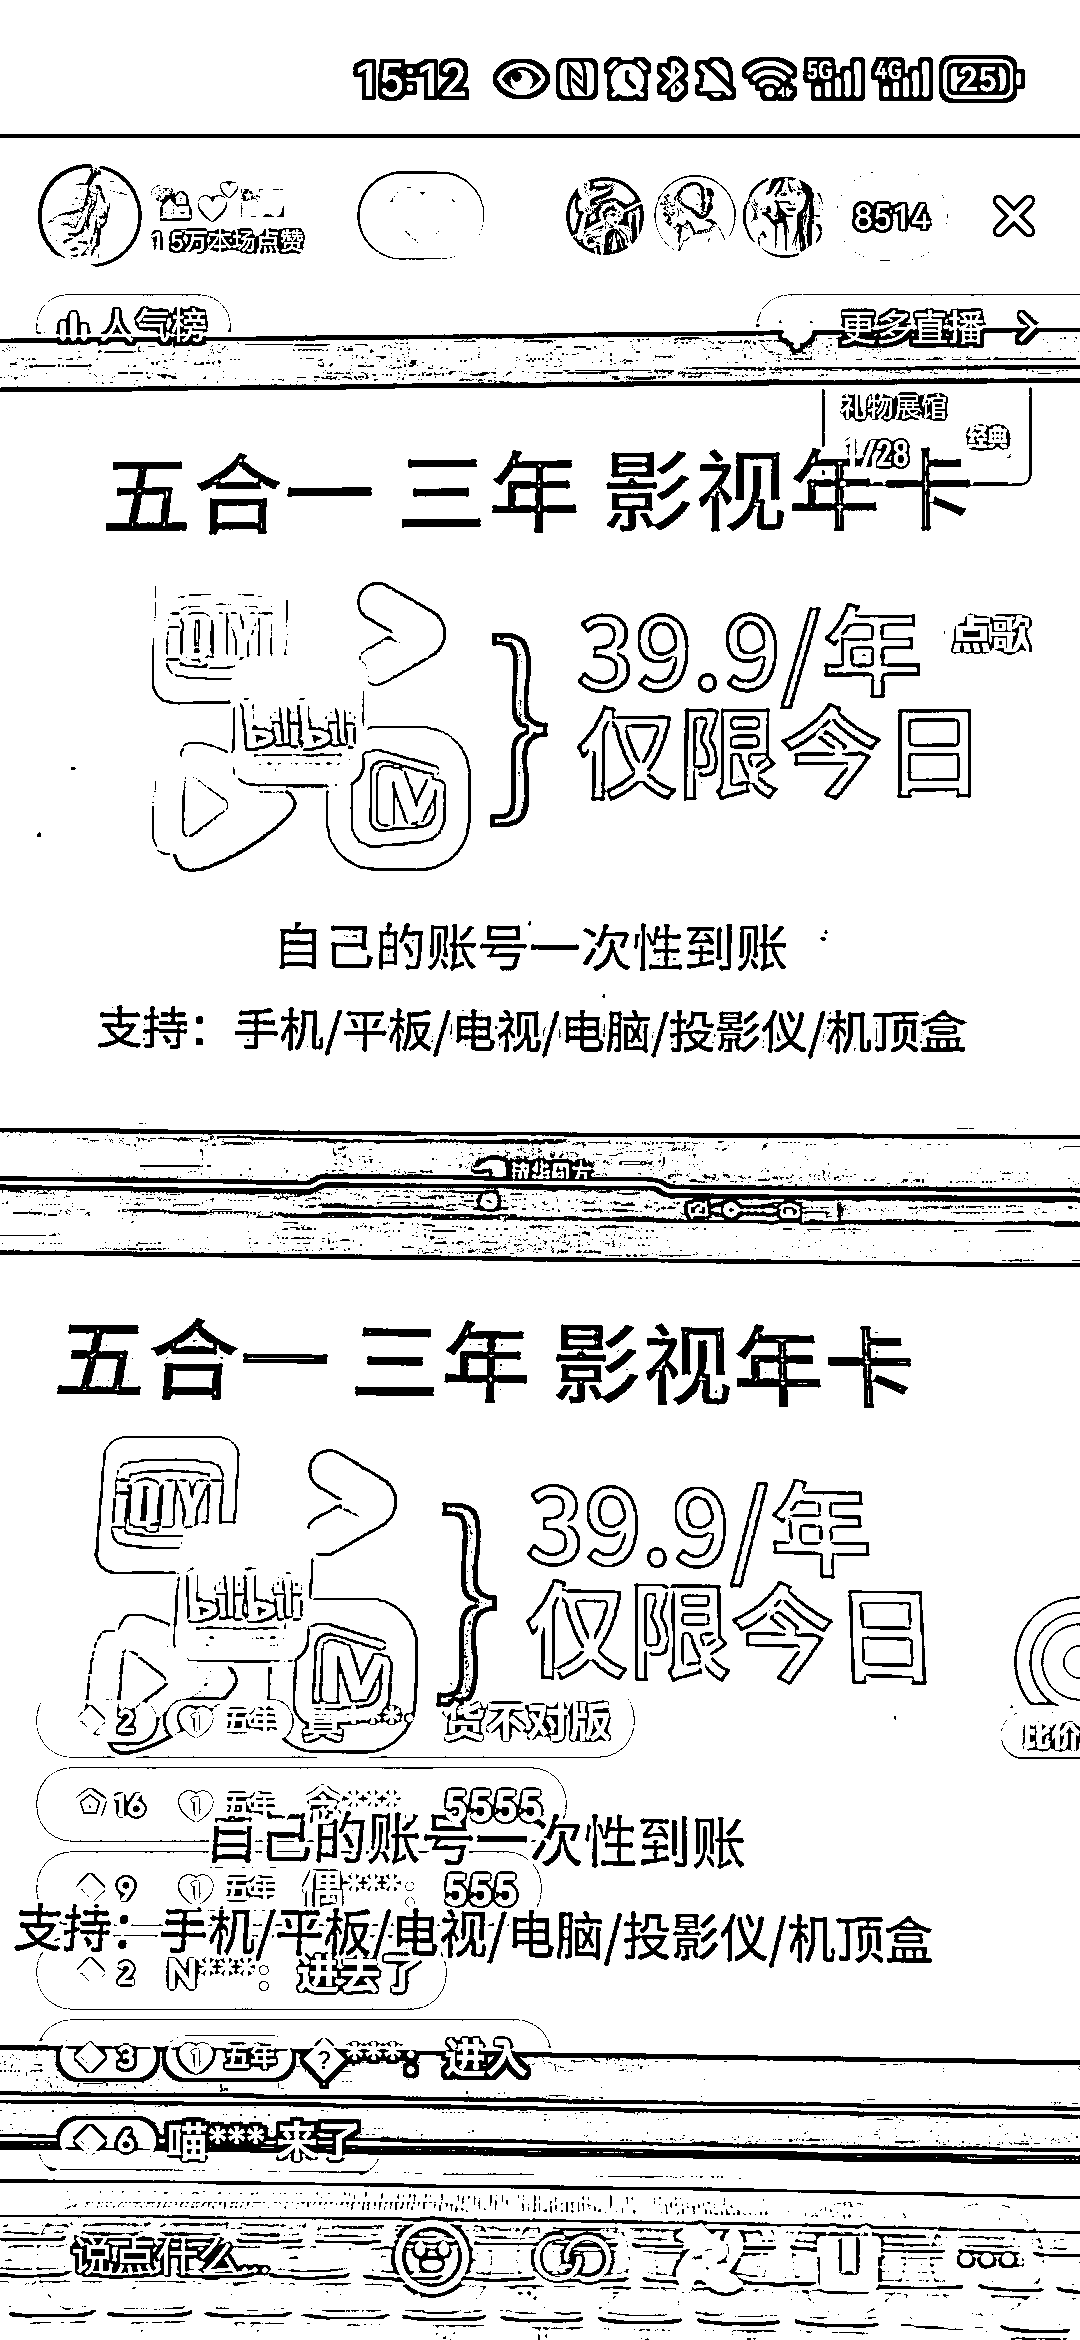 15:12 5G 4G 25
15万本场点赞
8514
人气榜
更多直播
礼物展馆
1/28
经典
五合一 三年 影视年卡
iQIYI
bilibili
39.9/年
仅限今日
点歌
自己的账号一次性到账
支持：手机/平板/电视/电脑/投影仪/机顶盒
清华同方
五合一 三年 影视年卡
iQIYI
bilibili
39.9/年
仅限今日
2 1 五年 真***: 货不对版
比价
16 1 五年 念*** 5555
自己的账号一次性到账
9 1 五年 偶***: 555
支持：手机/平板/电视/电脑/投影仪/机顶盒
2 N***: 进去了
3 1 五年 ?***: 进入
6 喵*** 来了
说点什么...